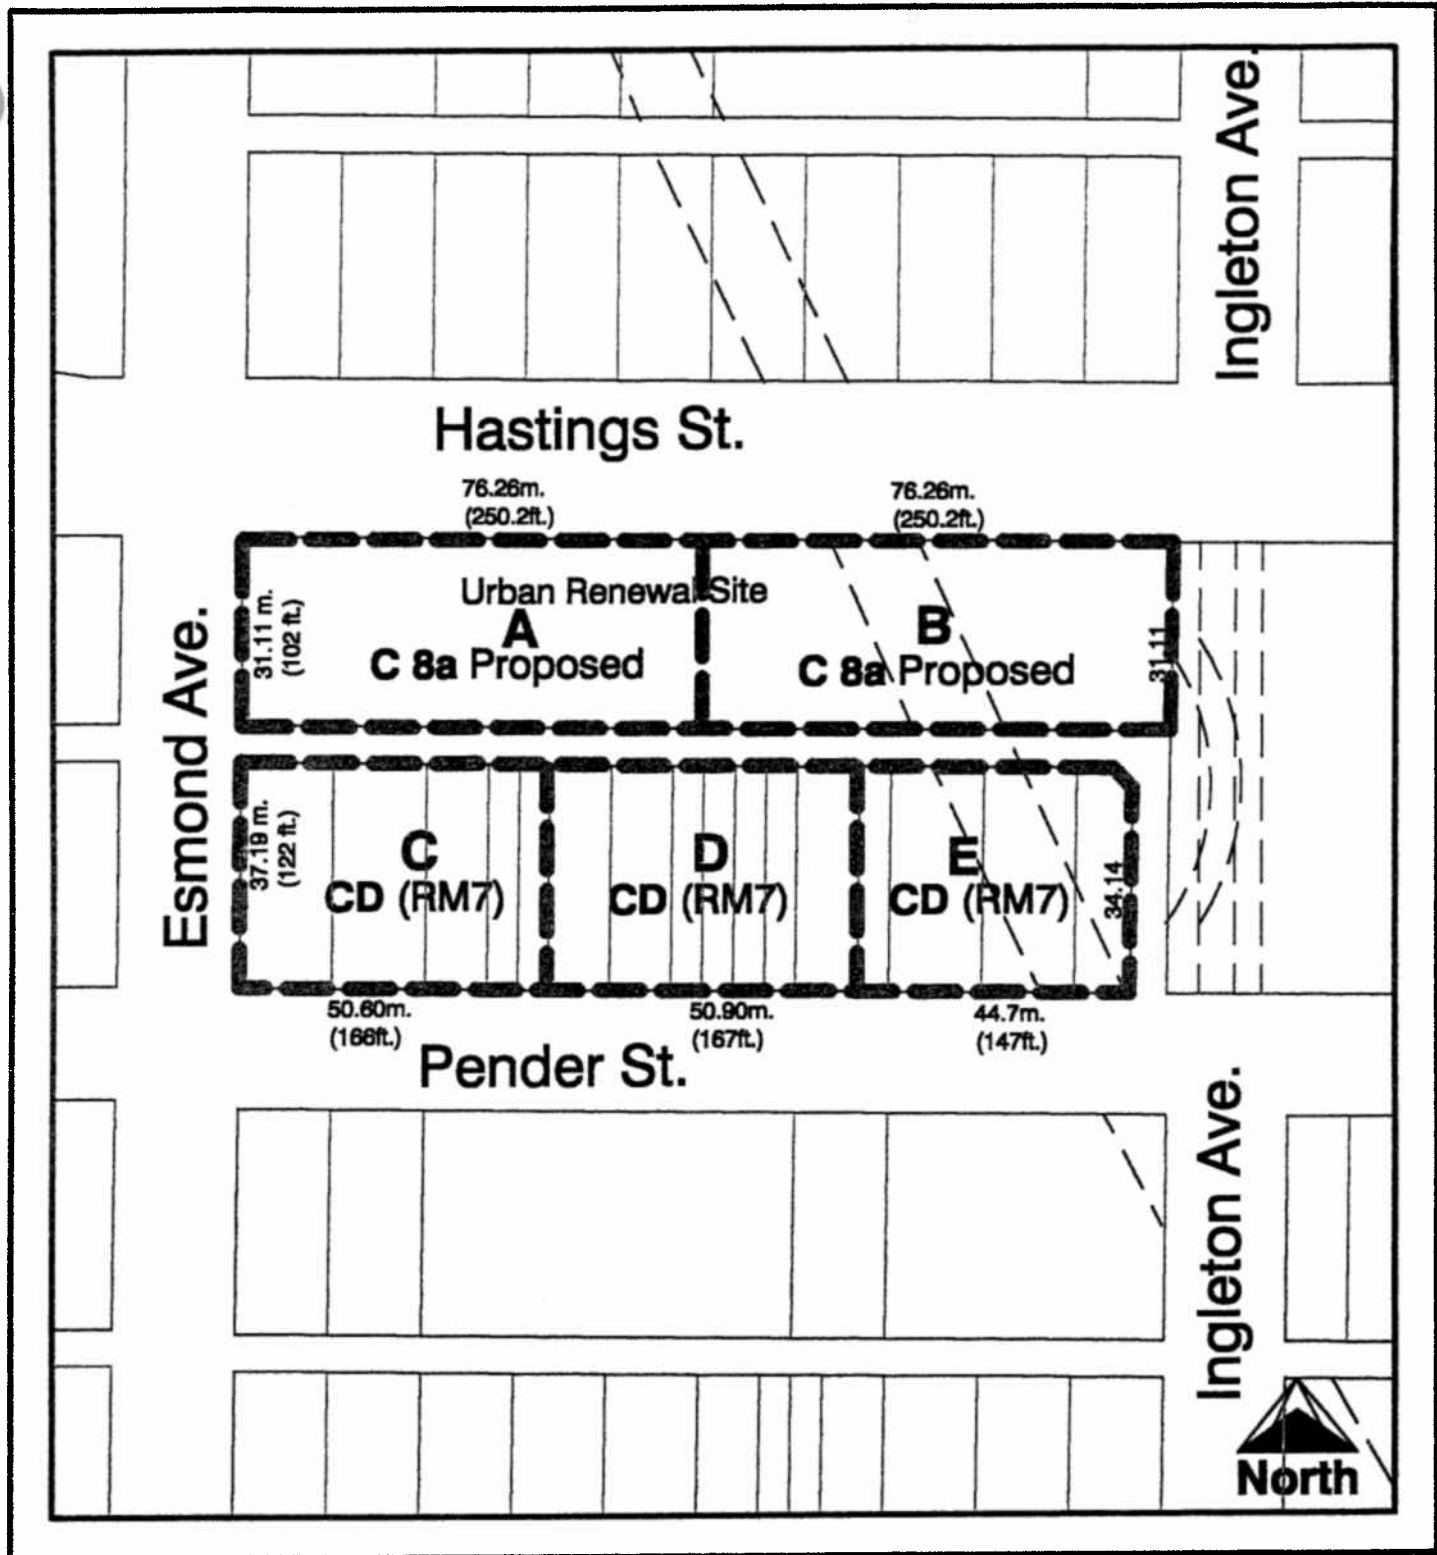 Ingleton Ave.
Hastings St.
76.26m.
(250.2ft.)
76.26m.
(250.2ft.)
Urban Renewal Site
A
C 8a Proposed
B
C 8a Proposed
31.11 m.
(102 ft.)
31.11
Esmond Ave.
37.19 m.
(122 ft.)
C
CD (RM7)
D
CD (RM7)
E
CD (RM7)
34.14
50.60m.
(166ft.)
50.90m.
(167ft.)
44.7m.
(147ft.)
Pender St.
Ingleton Ave.
North